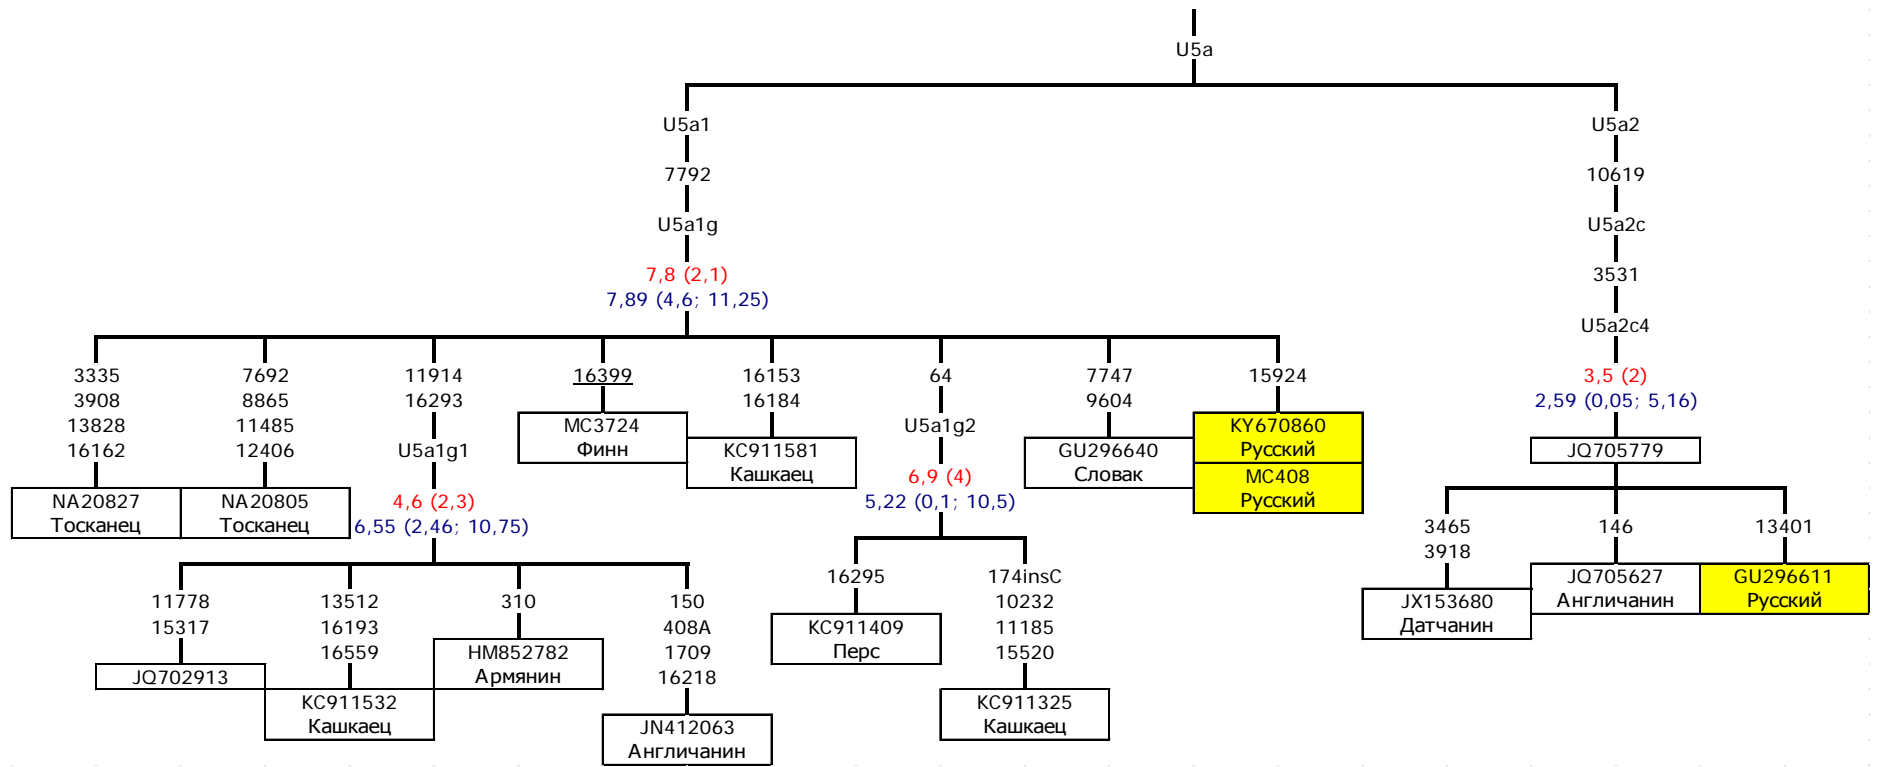 U5a
U5a1
7792
U5a1g
7,8 (2,1)
7,89 (4,6; 11,25)
3335
3908
13828
16162
NA20827
Тосканец
7692
8865
11485
12406
NA20805
Тосканец
11914
16293
U5a1g1
4,6 (2,3)
6,55 (2,46; 10,75)
11778
15317
JQ702913
13512
16193
16559
KC911532
Кашкаец
310
HM852782
Армянин
150
408A
1709
16218
JN412063
Англичанин
16399
MC3724
Финн
16153
16184
KC911581
Кашкаец
64
U5a1g2
6,9 (4)
5,22 (0,1; 10,5)
16295
KC911409
Перс
174insC
10232
11185
15520
KC911325
Кашкаец
7747
9604
GU296640
Словак
15924
KY670860
Русский
MC408
Русский
U5a2
10619
U5a2c
3531
U5a2c4
3,5 (2)
2,59 (0,05; 5,16)
JQ705779
3465
3918
JX153680
Датчанин
146
JQ705627
Англичанин
13401
GU296611
Русский